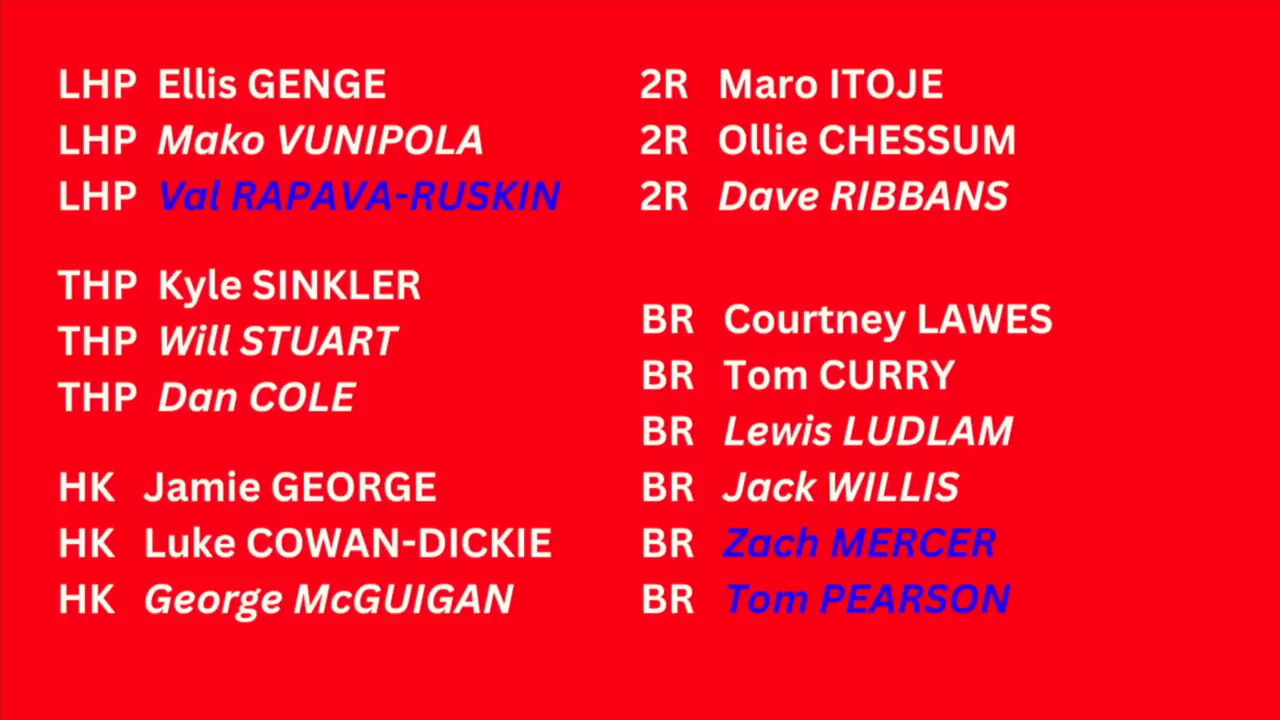 LHP Ellis GENGE
LHP Mako VUNIPOLA
LHP Val RAPAVA-RUSKIN
THP Kyle SINKLER
THP Will STUART
THP Dan COLE
HK Jamie GEORGE
HK Luke COWAN-DICKIE
HK George McGUIGAN
2R Maro ITOJE
2R Ollie CHESSUM
2R Dave RIBBANS
BR Courtney LAWES
BR Tom CURRY
BR Lewis LUDLAM
BR Jack WILLIS
BR Zach MERCER
BR Tom PEARSON